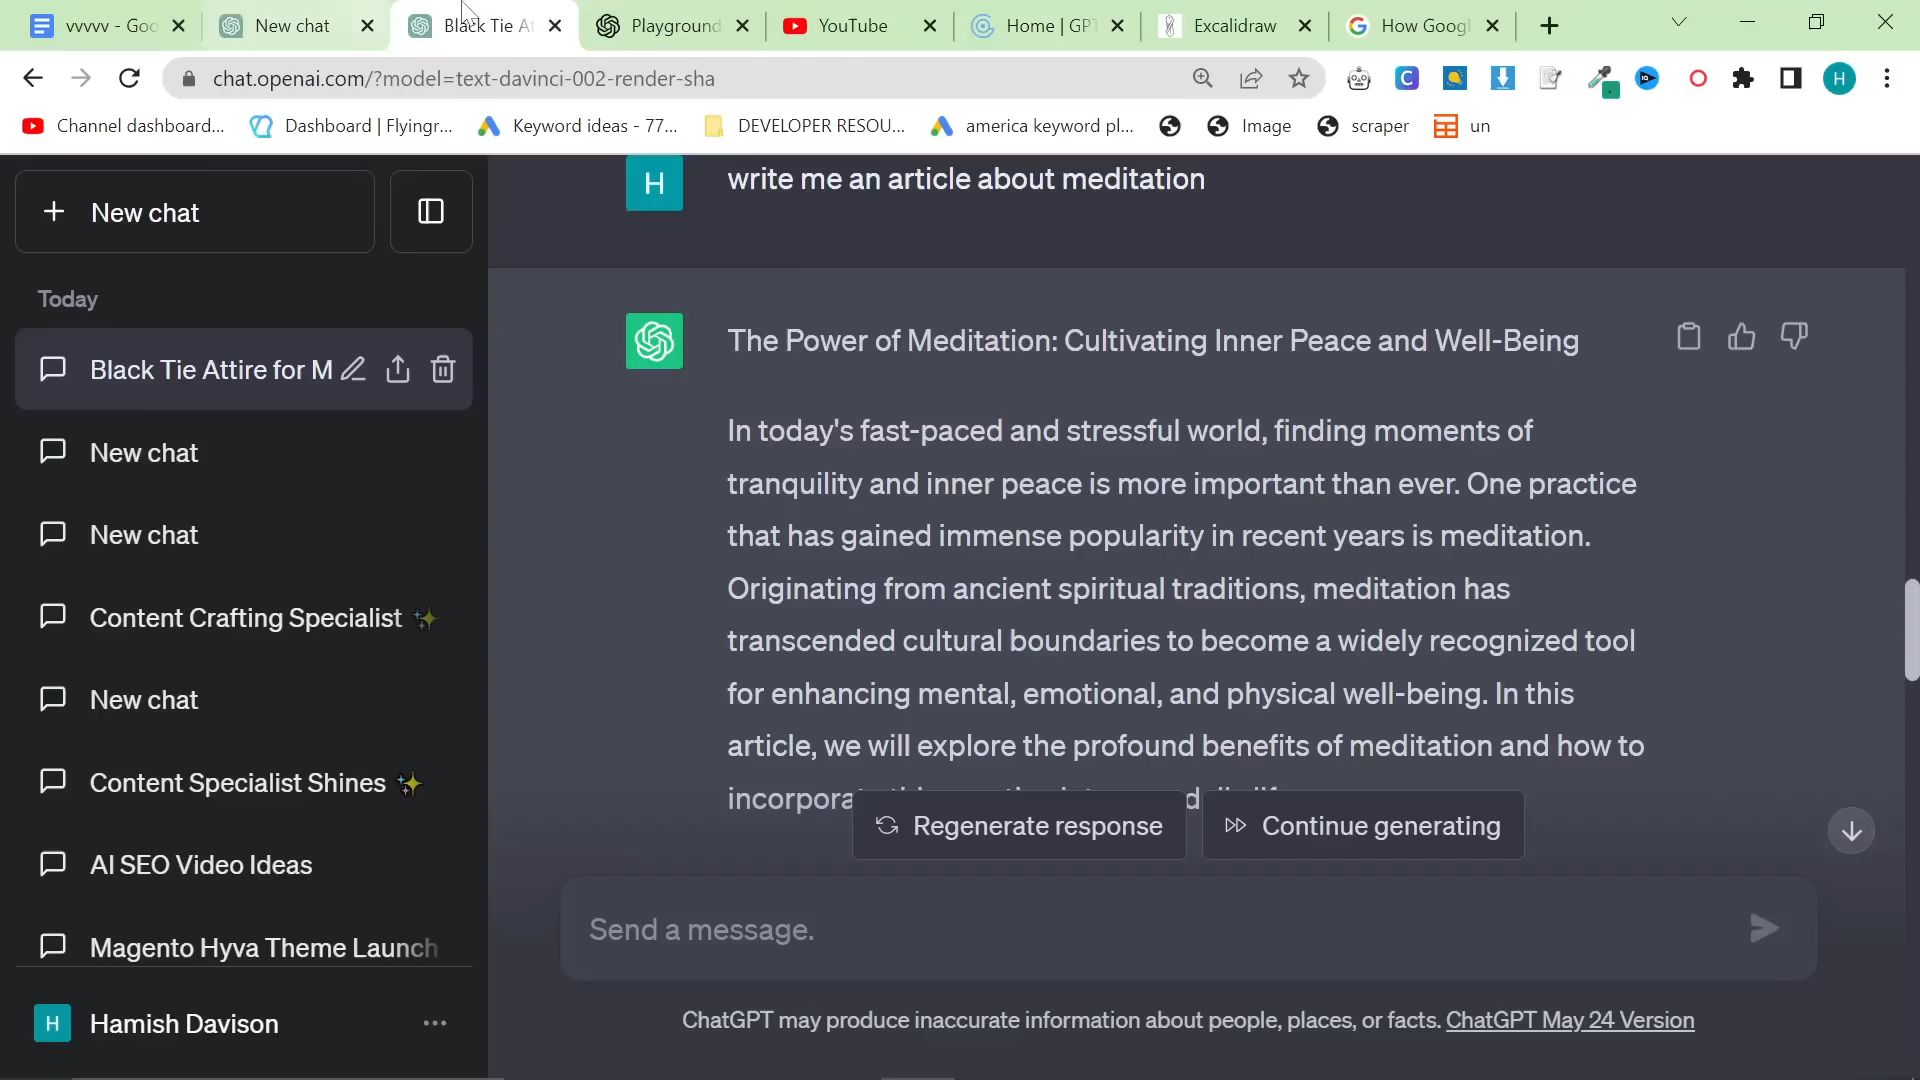 vvvvv - Goo
New chat
Black Tie At
Playground
YouTube
Home | GPT
Excalidraw
How Googl
chat.openai.com/?model=text-davinci-002-render-sha
H
Channel dashboard...
Dashboard | Flyingr...
Keyword ideas - 77...
DEVELOPER RESOU...
america keyword pl...
Image
scraper
un
New chat
Today
Black Tie Attire for M
New chat
New chat
Content Crafting Specialist
New chat
Content Specialist Shines
AI SEO Video Ideas
Magento Hyva Theme Launch
H
Hamish Davison
H
write me an article about meditation
The Power of Meditation: Cultivating Inner Peace and Well-Being
In today's fast-paced and stressful world, finding moments of
tranquility and inner peace is more important than ever. One practice
that has gained immense popularity in recent years is meditation.
Originating from ancient spiritual traditions, meditation has
transcended cultural boundaries to become a widely recognized tool
for enhancing mental, emotional, and physical well-being. In this
article, we will explore the profound benefits of meditation and how to
Regenerate response
Continue generating
Send a message.
ChatGPT may produce inaccurate information about people, places, or facts. ChatGPT May 24 Version